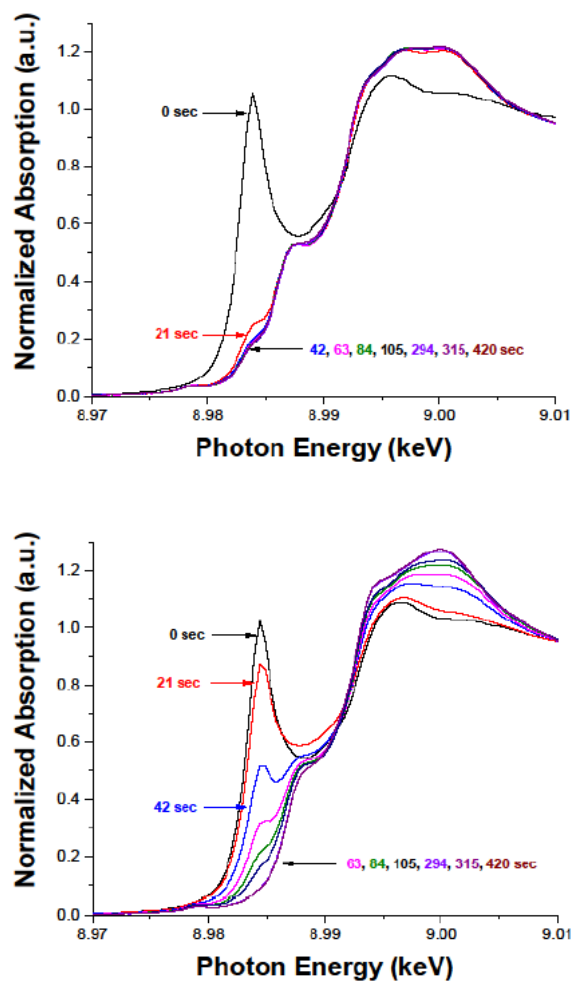 Normalized Absorption (a.u.)
1.2
1.0
0.8
0.6
0.4
0.2
0.0
0 sec
21 sec
42, 63, 84, 105, 294, 315, 420 sec
8.97 8.98 8.99 9.00 9.01
Photon Energy (keV)
Normalized Absorption (a.u.)
1.2
1.0
0.8
0.6
0.4
0.2
0.0
0 sec
21 sec
42 sec
63, 84, 105, 294, 315, 420 sec
8.97 8.98 8.99 9.00 9.01
Photon Energy (keV)